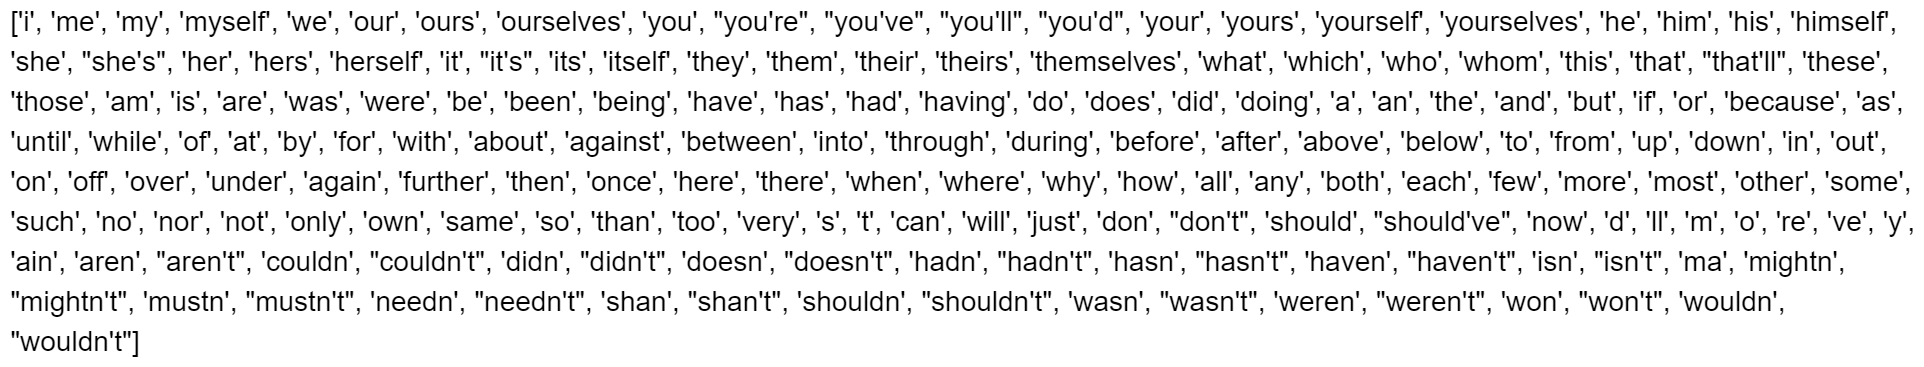 ['i', 'me', 'my', 'myself', 'we', 'our', 'ours', 'ourselves', 'you', "you're", "you've", "you'll", "you'd", 'your', 'yours', 'yourself', 'yourselves', 'he', 'him', 'his', 'himself',
'she', "she's", 'her', 'hers', 'herself', 'it', "it's", 'its', 'itself', 'they', 'them', 'their', 'theirs', 'themselves', 'what', 'which', 'who', 'whom', 'this', 'that', "that'll", 'these',
'those', 'am', 'is', 'are', 'was', 'were', 'be', 'been', 'being', 'have', 'has', 'had', 'having', 'do', 'does', 'did', 'doing', 'a', 'an', 'the', 'and', 'but', 'if', 'or', 'because', 'as',
'until', 'while', 'of', 'at', 'by', 'for', 'with', 'about', 'against', 'between', 'into', 'through', 'during', 'before', 'after', 'above', 'below', 'to', 'from', 'up', 'down', 'in', 'out',
'on', 'off', 'over', 'under', 'again', 'further', 'then', 'once', 'here', 'there', 'when', 'where', 'why', 'how', 'all', 'any', 'both', 'each', 'few', 'more', 'most', 'other', 'some',
'such', 'no', 'nor', 'not', 'only', 'own', 'same', 'so', 'than', 'too', 'very', 's', 't', 'can', 'will', 'just', 'don', "don't", 'should', "should've", 'now', 'd', 'll', 'm', 'o', 're', 've', 'y',
'ain', 'aren', "aren't", 'couldn', "couldn't", 'didn', "didn't", 'doesn', "doesn't", 'hadn', "hadn't", 'hasn', "hasn't", 'haven', "haven't", 'isn', "isn't", 'ma', 'mightn',
"mightn't", 'mustn', "mustn't", 'needn', "needn't", 'shan', "shan't", 'shouldn', "shouldn't", 'wasn', "wasn't", 'weren', "weren't", 'won', "won't", 'wouldn',
"wouldn't"]